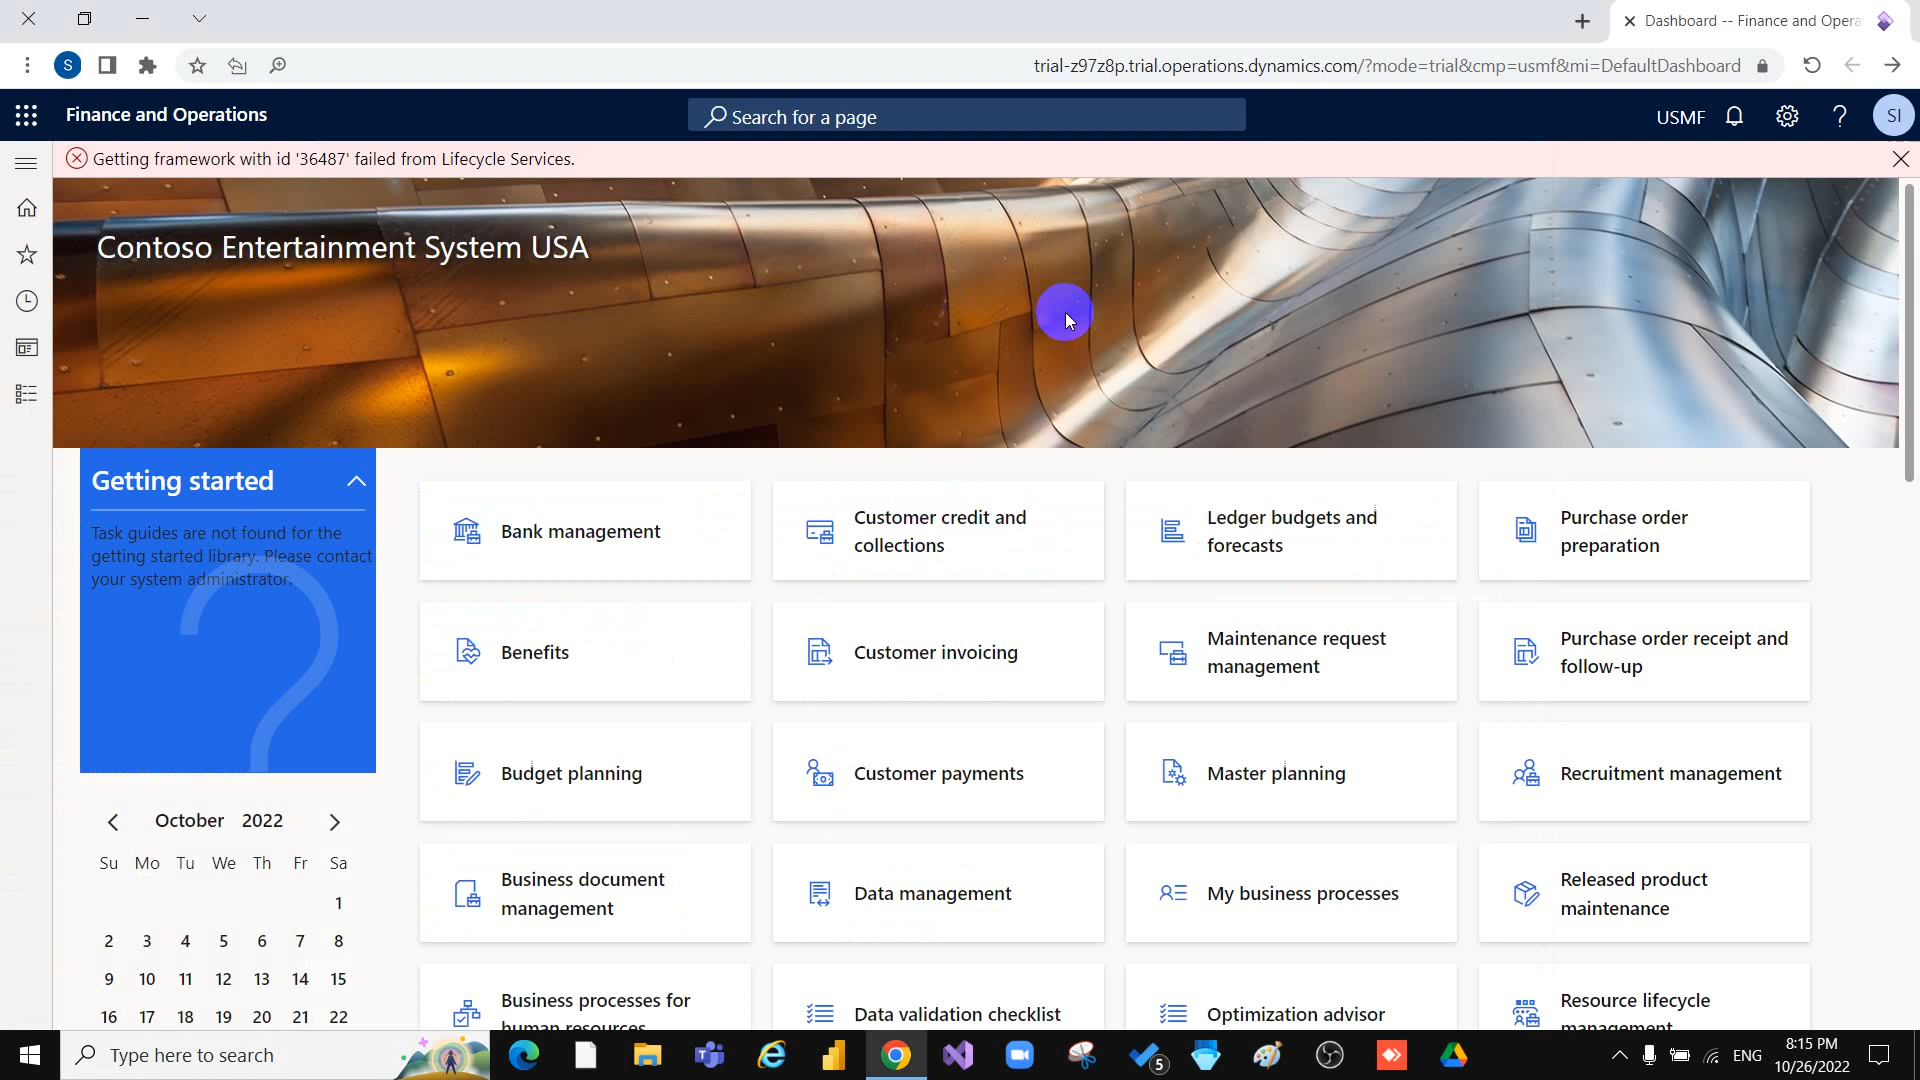 Dashboard -- Finance and Opera
S
trial-z97z8p.trial.operations.dynamics.com/?mode=trial&cmp=usmf&mi=DefaultDashboard
Finance and Operations
Search for a page
USMF
?
SI
Getting framework with id '36487' failed from Lifecycle Services.
Contoso Entertainment System USA
Getting started
Task guides are not found for the
getting started library. Please contact
your system administrator.
Bank management
Customer credit and
collections
Ledger budgets and
forecasts
Purchase order
preparation
Benefits
Customer invoicing
Maintenance request
management
Purchase order receipt and
follow-up
Budget planning
Customer payments
Master planning
Recruitment management
Business document
management
Data management
My business processes
Released product
maintenance
Business processes for
human resources
Data validation checklist
Optimization advisor
Resource lifecycle
management
October 2022
Su Mo Tu We Th Fr Sa
1
2 3 4 5 6 7 8
9 10 11 12 13 14 15
16 17 18 19 20 21 22
Type here to search
5
ENG
8:15 PM
10/26/2022